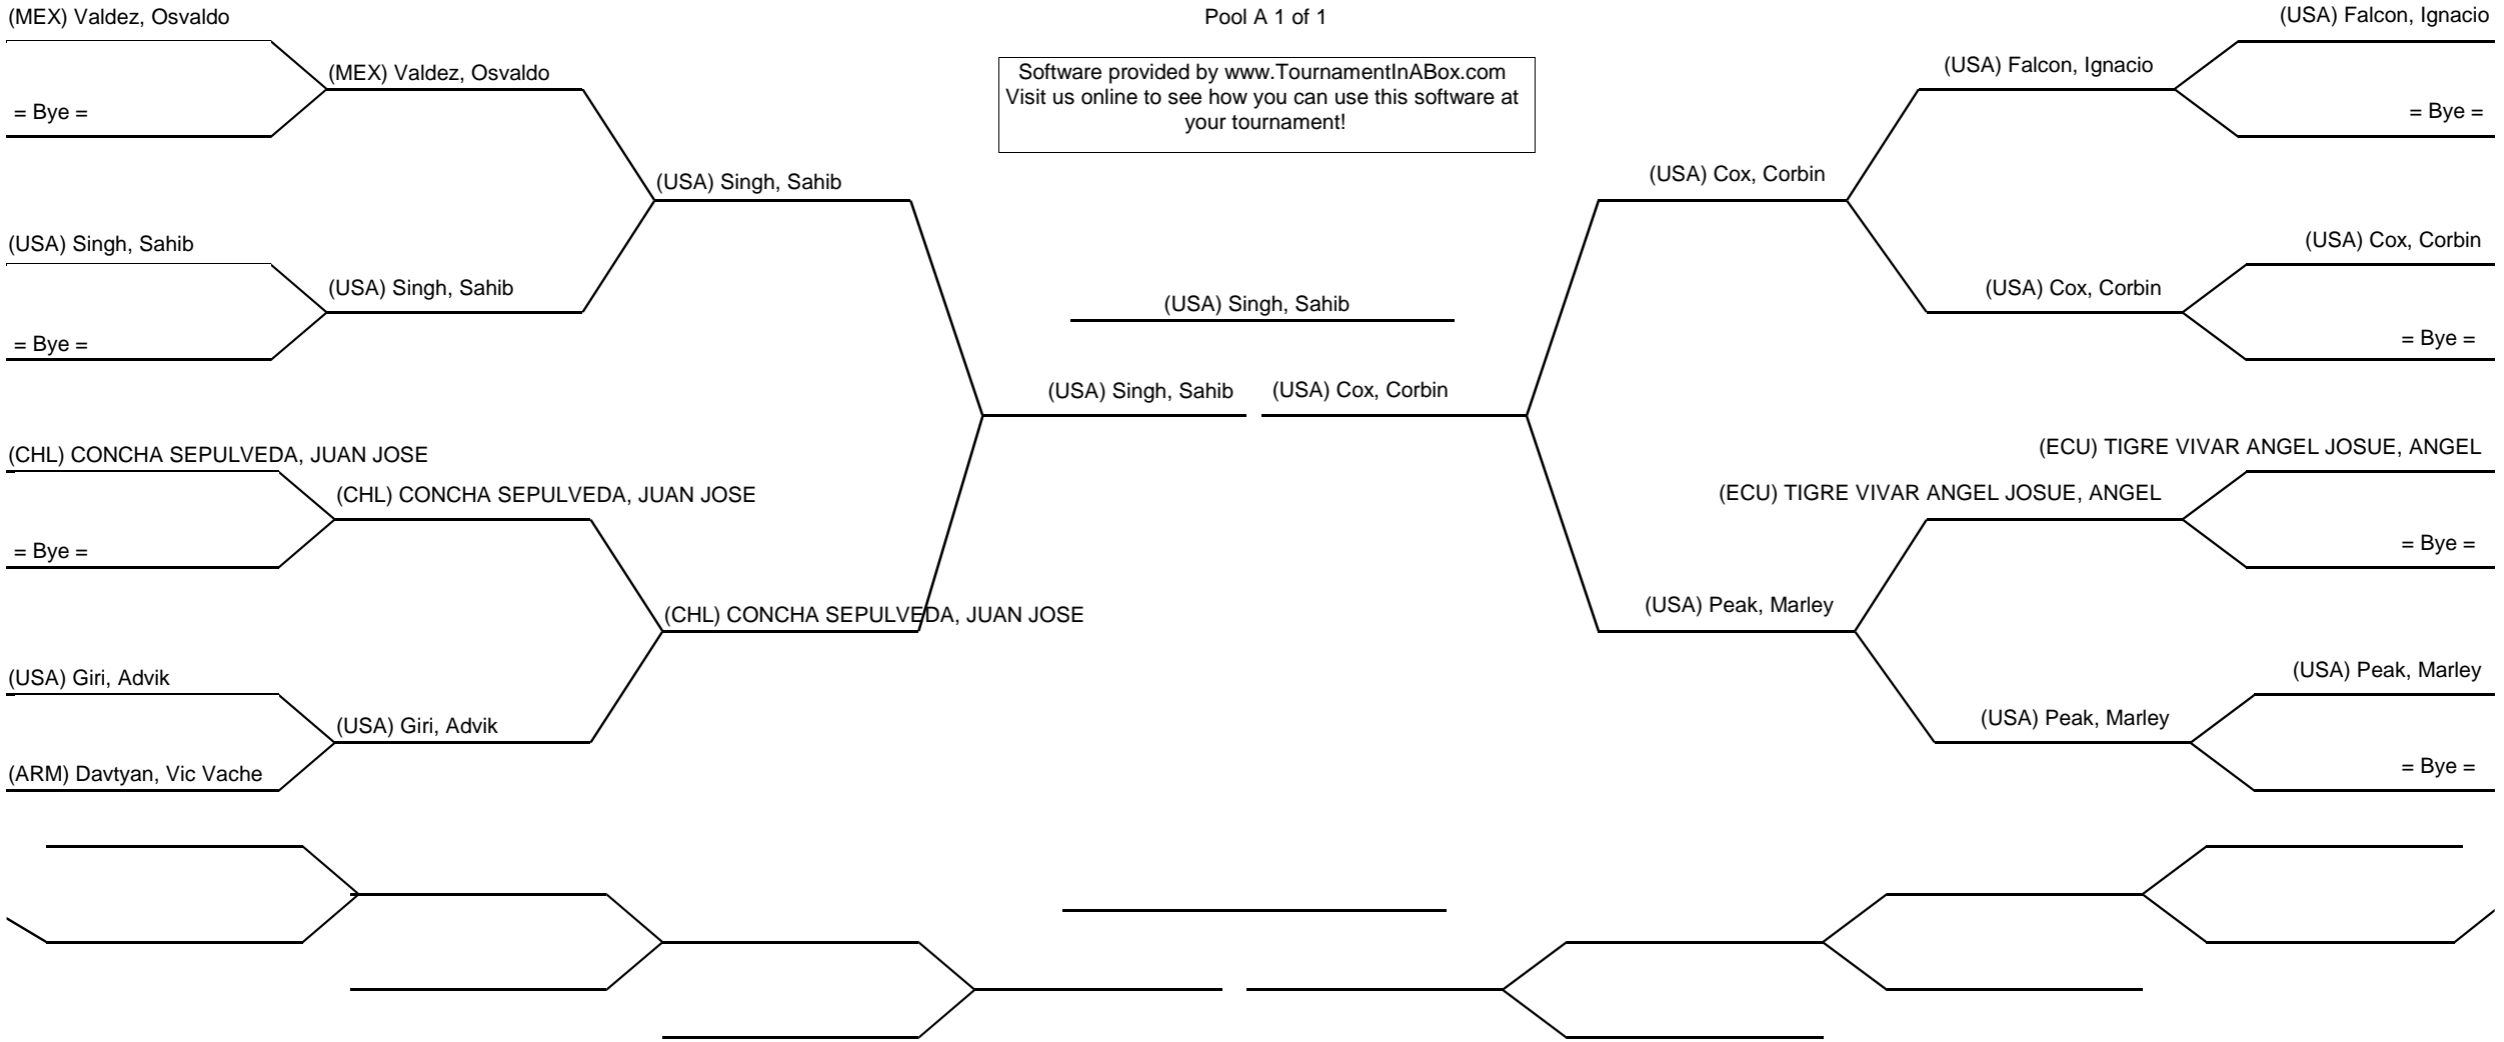 (MEX) Valdez, Osvaldo
Pool A 1 of 1
(USA) Falcon, Ignacio
(MEX) Valdez, Osvaldo
Software provided by www.TournamentInABox.com
Visit us online to see how you can use this software at
your tournament!
(USA) Falcon, Ignacio
= Bye =
= Bye =
(USA) Singh, Sahib
(USA) Cox, Corbin
(USA) Singh, Sahib
(USA) Cox, Corbin
(USA) Singh, Sahib
(USA) Singh, Sahib
(USA) Cox, Corbin
= Bye =
= Bye =
(USA) Singh, Sahib
(USA) Cox, Corbin
(CHL) CONCHA SEPULVEDA, JUAN JOSE
(ECU) TIGRE VIVAR ANGEL JOSUE, ANGEL
(CHL) CONCHA SEPULVEDA, JUAN JOSE
(ECU) TIGRE VIVAR ANGEL JOSUE, ANGEL
= Bye =
= Bye =
(CHL) CONCHA SEPULVEDA, JUAN JOSE
(USA) Peak, Marley
(USA) Giri, Advik
(USA) Peak, Marley
(USA) Giri, Advik
(USA) Peak, Marley
(ARM) Davtyan, Vic Vache
= Bye =